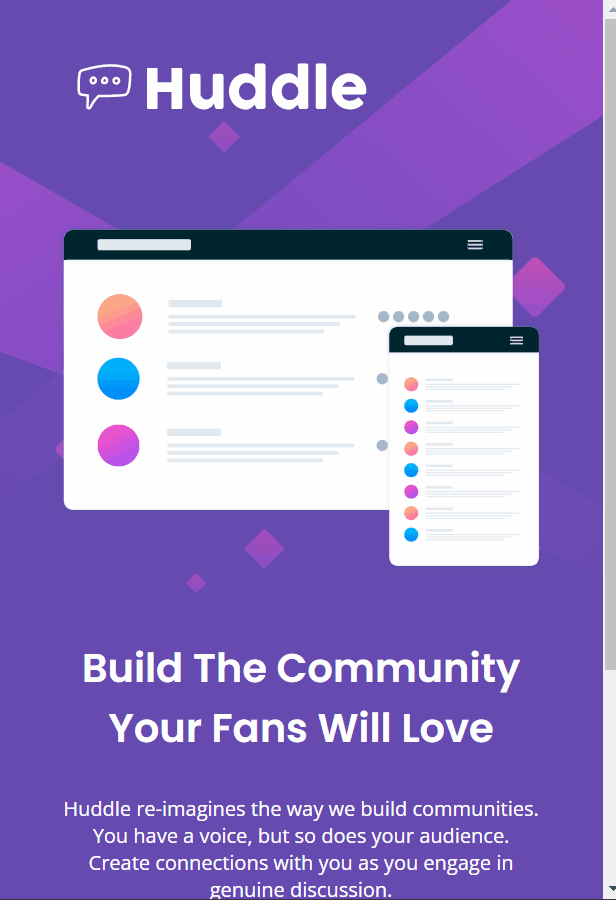 Huddle
Build The Community
Your Fans Will Love
Huddle re-imagines the way we build communities.
You have a voice, but so does your audience.
Create connections with you as you engage in
genuine discussion.